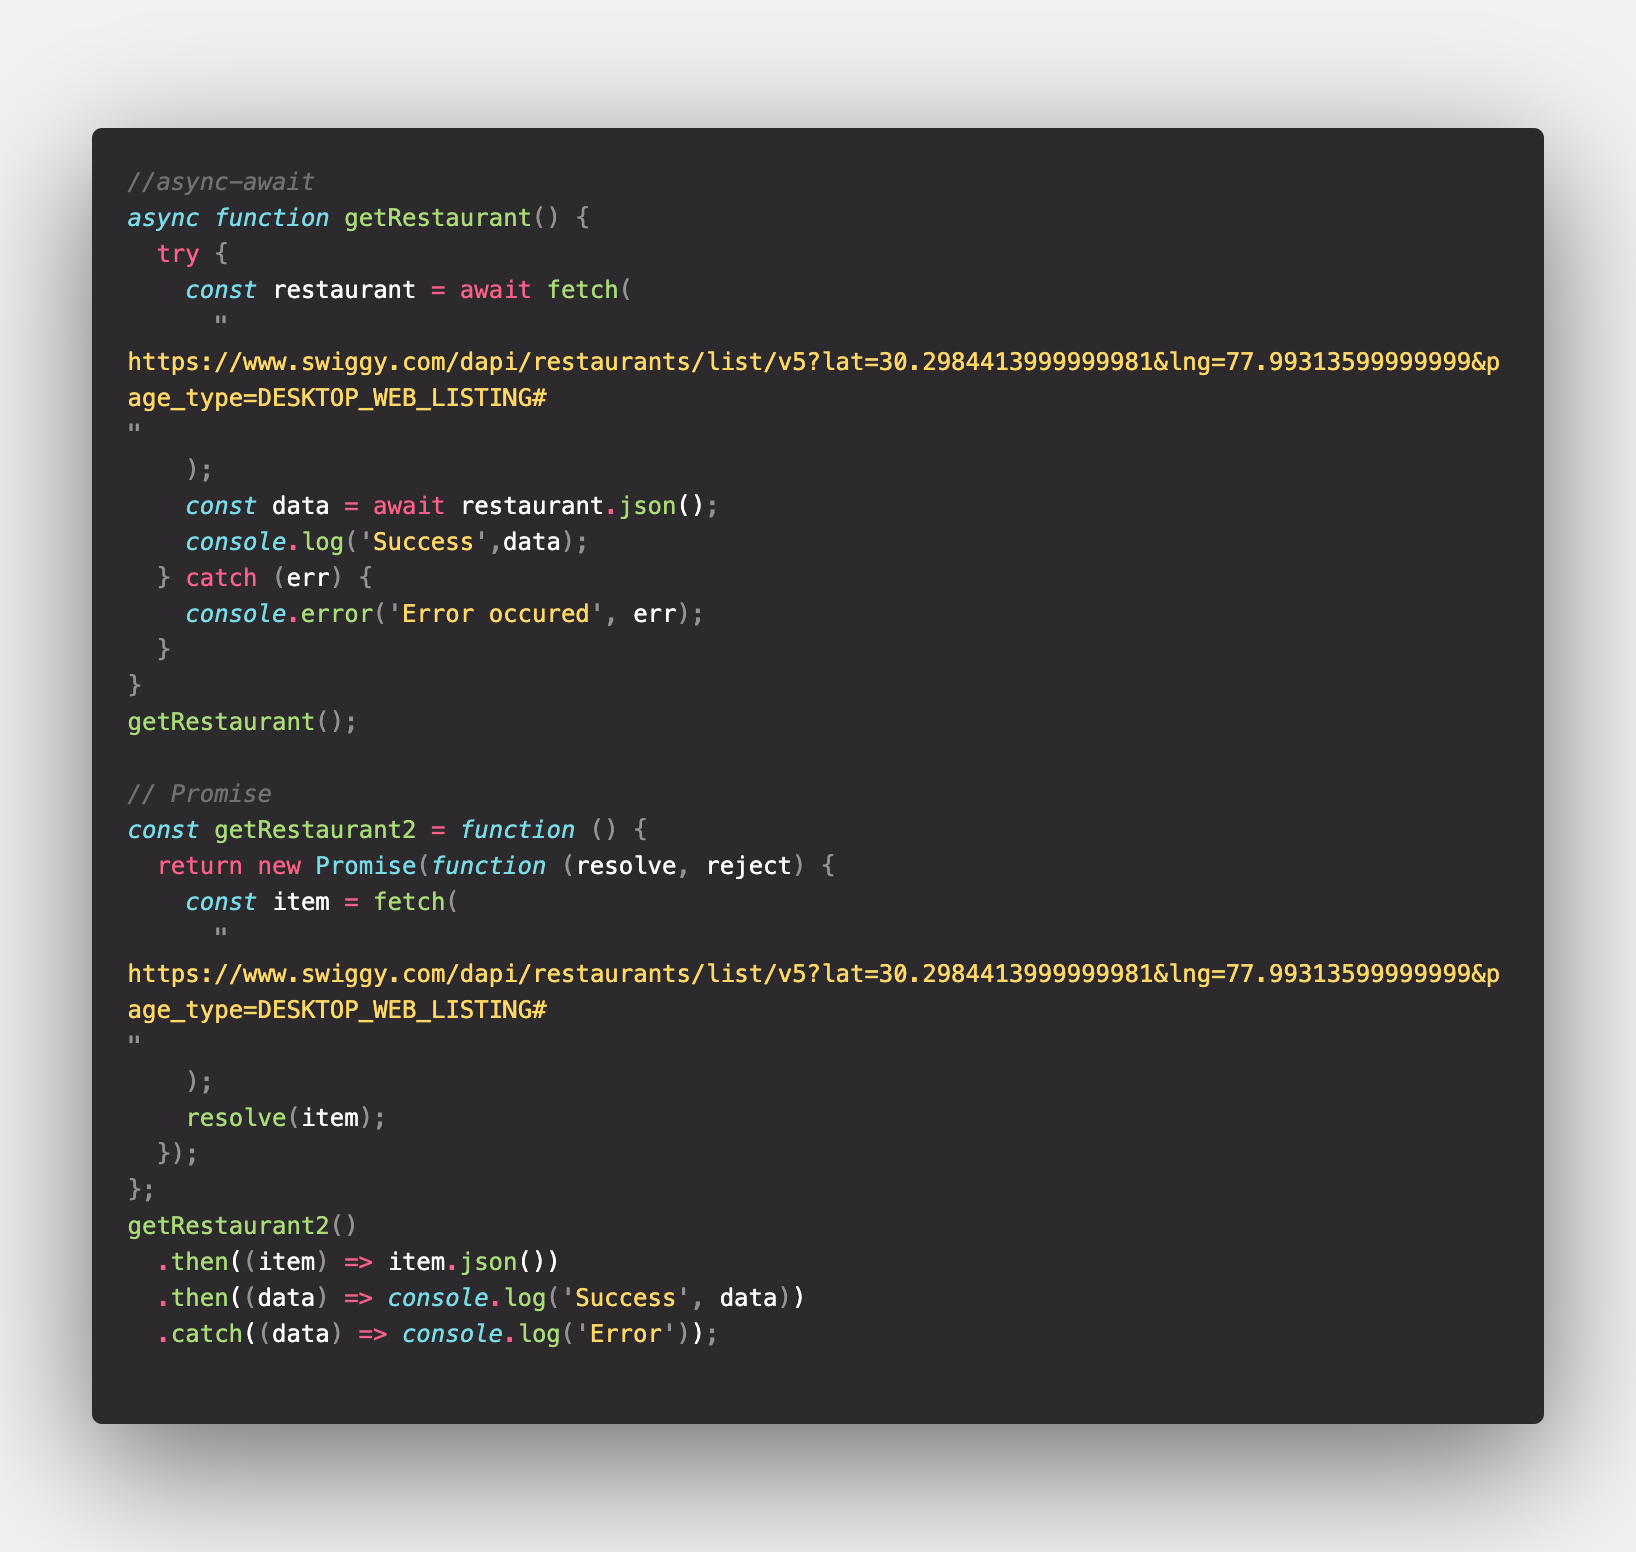 //async-await
async function getRestaurant() {
  try {
    const restaurant = await fetch(
      "
https://www.swiggy.com/dapi/restaurants/list/v5?lat=30.2984413999999981&lng=77.99313599999999&p
age_type=DESKTOP_WEB_LISTING#
"
    );
    const data = await restaurant.json();
    console.log('Success',data);
  } catch (err) {
    console.error('Error occured', err);
  }
}
getRestaurant();

// Promise
const getRestaurant2 = function () {
  return new Promise(function (resolve, reject) {
    const item = fetch(
      "
https://www.swiggy.com/dapi/restaurants/list/v5?lat=30.2984413999999981&lng=77.99313599999999&p
age_type=DESKTOP_WEB_LISTING#
"
    );
    resolve(item);
  });
};
getRestaurant2()
  .then((item) => item.json())
  .then((data) => console.log('Success', data))
  .catch((data) => console.log('Error'));